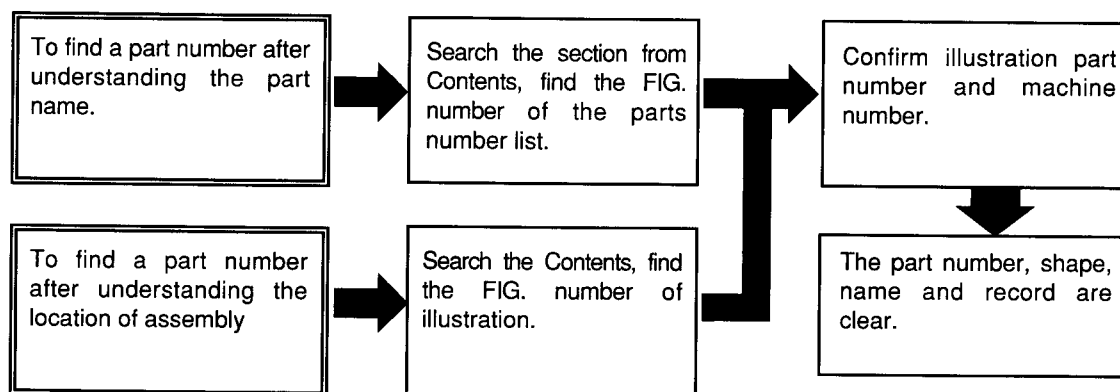 To find a part number after
understanding the part
name.
Search the section from
Contents, find the FIG.
number of the parts
number list.
Confirm illustration part
number and machine
number.
To find a part number
after understanding the
location of assembly
Search the Contents, find
the FIG. number of
illustration.
The part number, shape,
name and record are
clear.